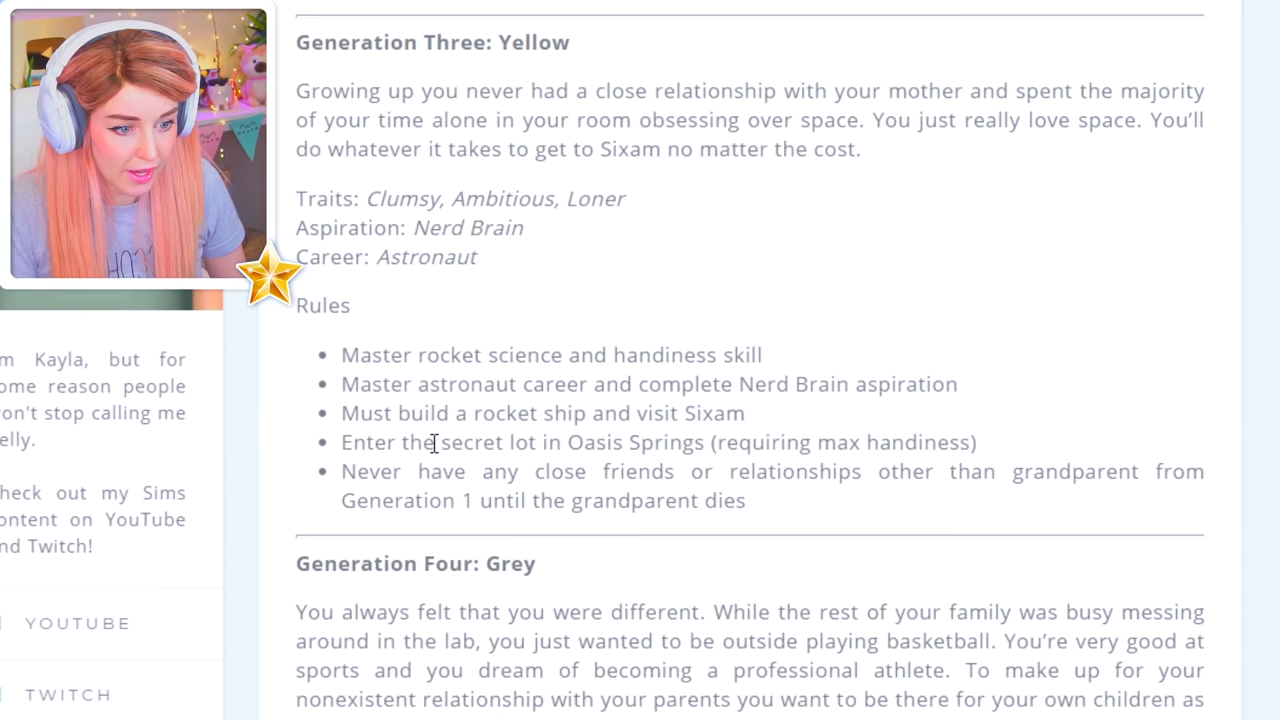 Generation Three: Yellow
Growing up you never had a close relationship with your mother and spent the majority
of your time alone in your room obsessing over space. You just really love space. You’ll
do whatever it takes to get to Sixam no matter the cost.
Traits: Clumsy, Ambitious, Loner
Aspiration: Nerd Brain
Career: Astronaut
Rules
Master rocket science and handiness skill
Master astronaut career and complete Nerd Brain aspiration
Must build a rocket ship and visit Sixam
Enter the secret lot in Oasis Springs (requiring max handiness)
Never have any close friends or relationships other than grandparent from
Generation 1 until the grandparent dies
Generation Four: Grey
You always felt that you were different. While the rest of your family was busy messing
around in the lab, you just wanted to be outside playing basketball. You’re very good at
sports and you dream of becoming a professional athlete. To make up for your
nonexistent relationship with your parents you want to be there for your own children as
m Kayla, but for
ome reason people
on't stop calling me
elly.
heck out my Sims
ontent on YouTube
nd Twitch!
YOUTUBE
TWITCH